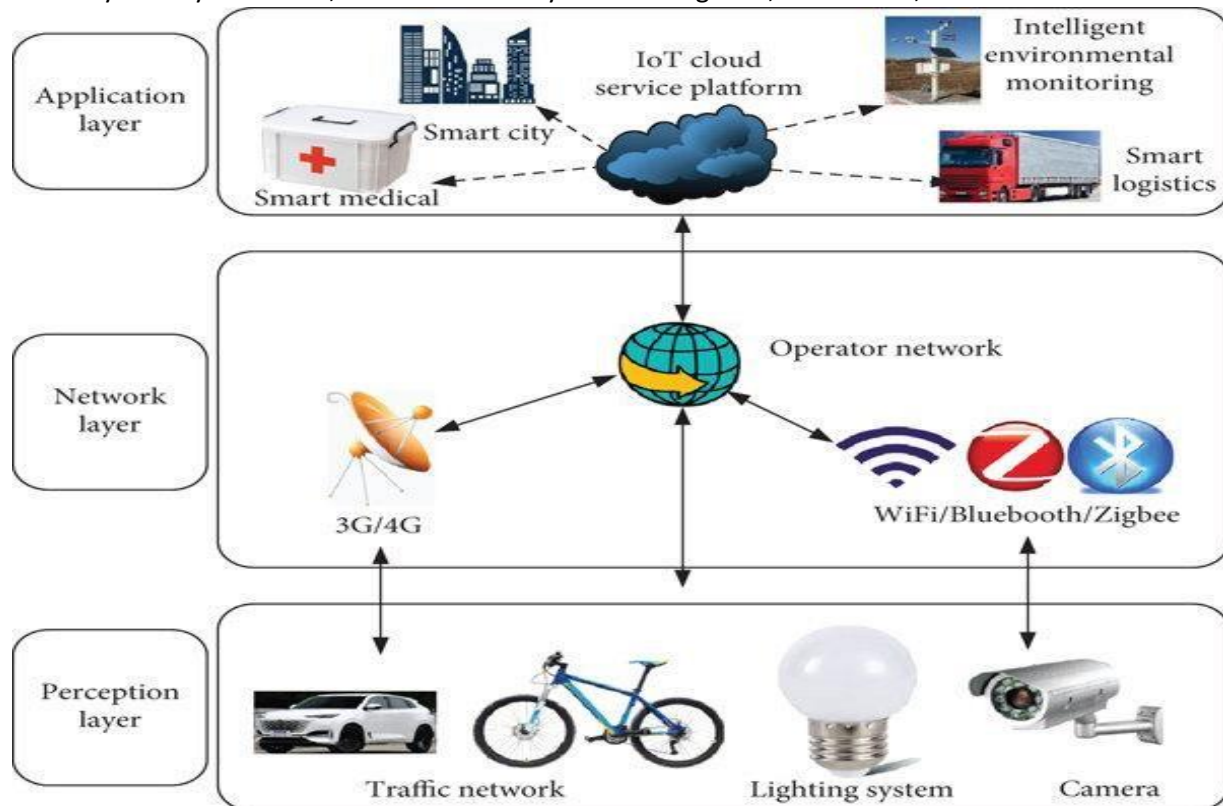 Application
layer
IoT cloud
service platform
Intelligent
environmental
monitoring
Smart city
Smart medical
Smart
logistics
Network
layer
Operator network
3G/4G
WiFi/Bluebooth/Zigbee
Perception
layer
Traffic network
Lighting system
Camera